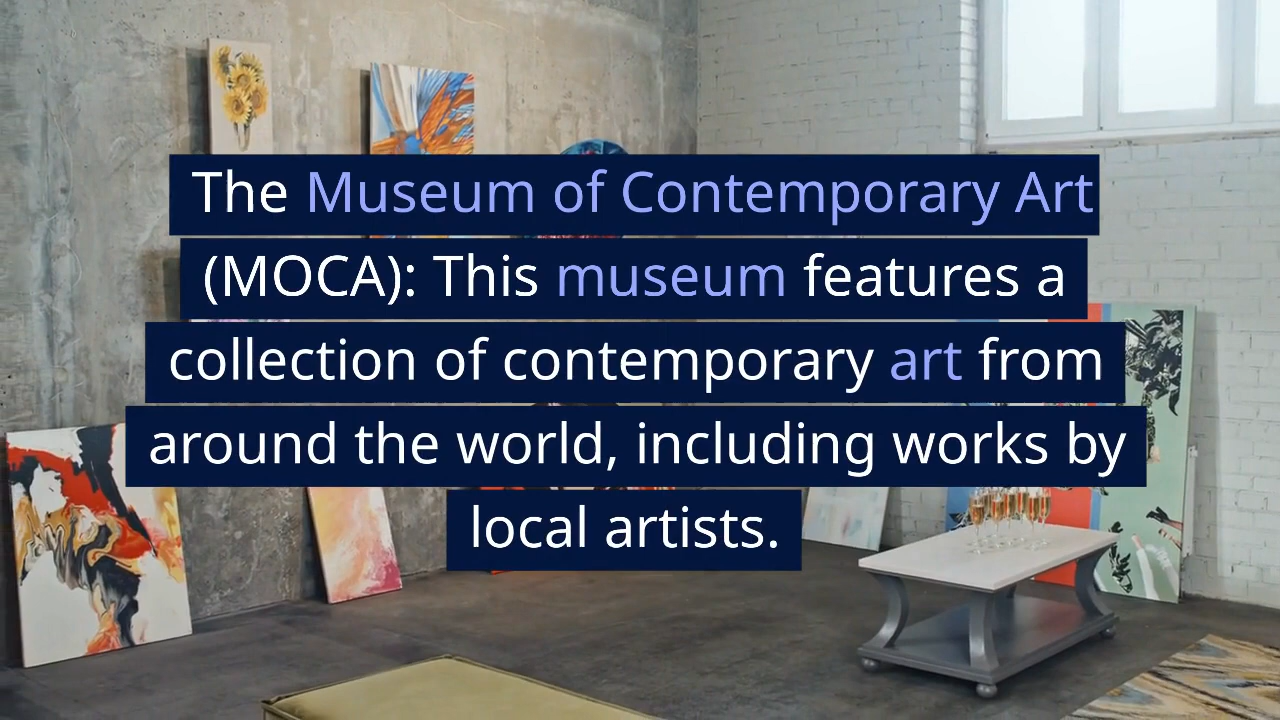 The Museum of Contemporary Art
(MOCA): This museum features a
collection of contemporary art from
around the world, including works by
local artists.